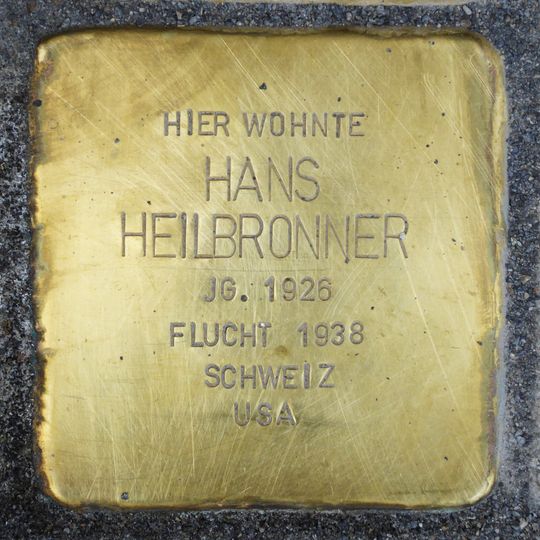 HIER WOHNTE
HANS
HEILBRONNER
JG. 1926
FLUCHT 1938
SCHWEIZ
USA